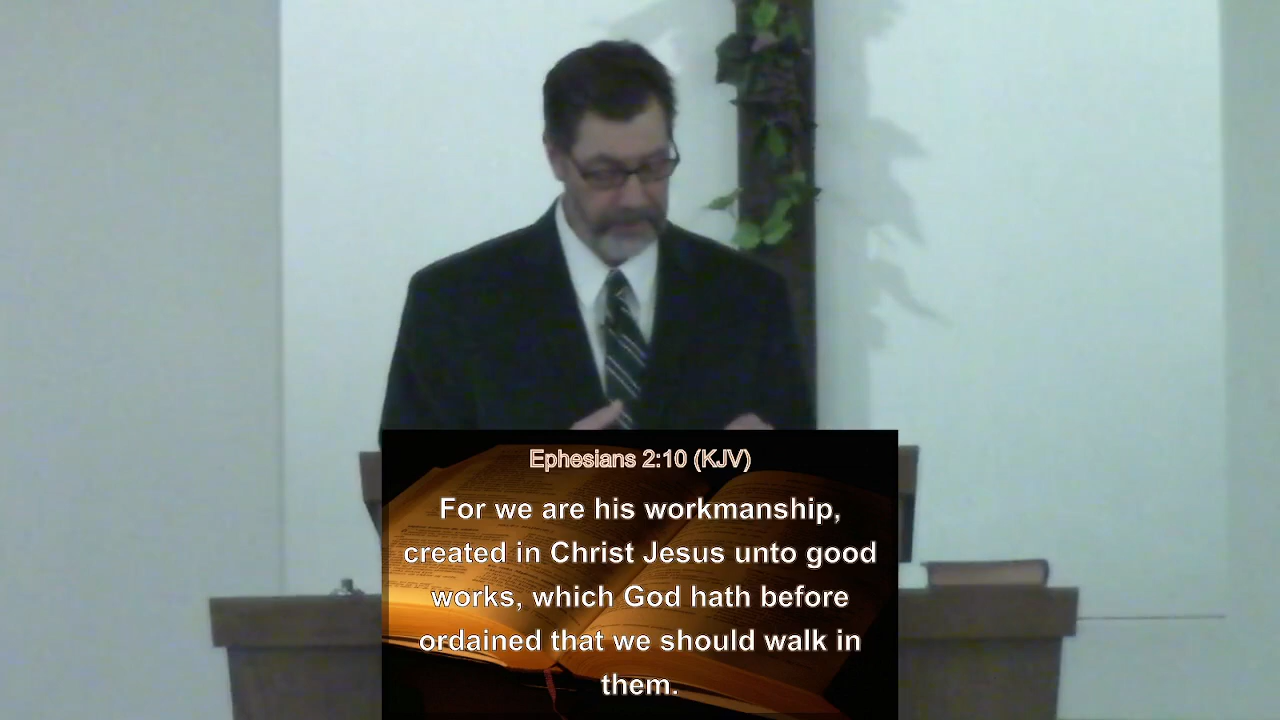 Ephesians 2:10 (KJV)
For we are his workmanship,
created in Christ Jesus unto good
works, which God hath before
ordained that we should walk in
them.